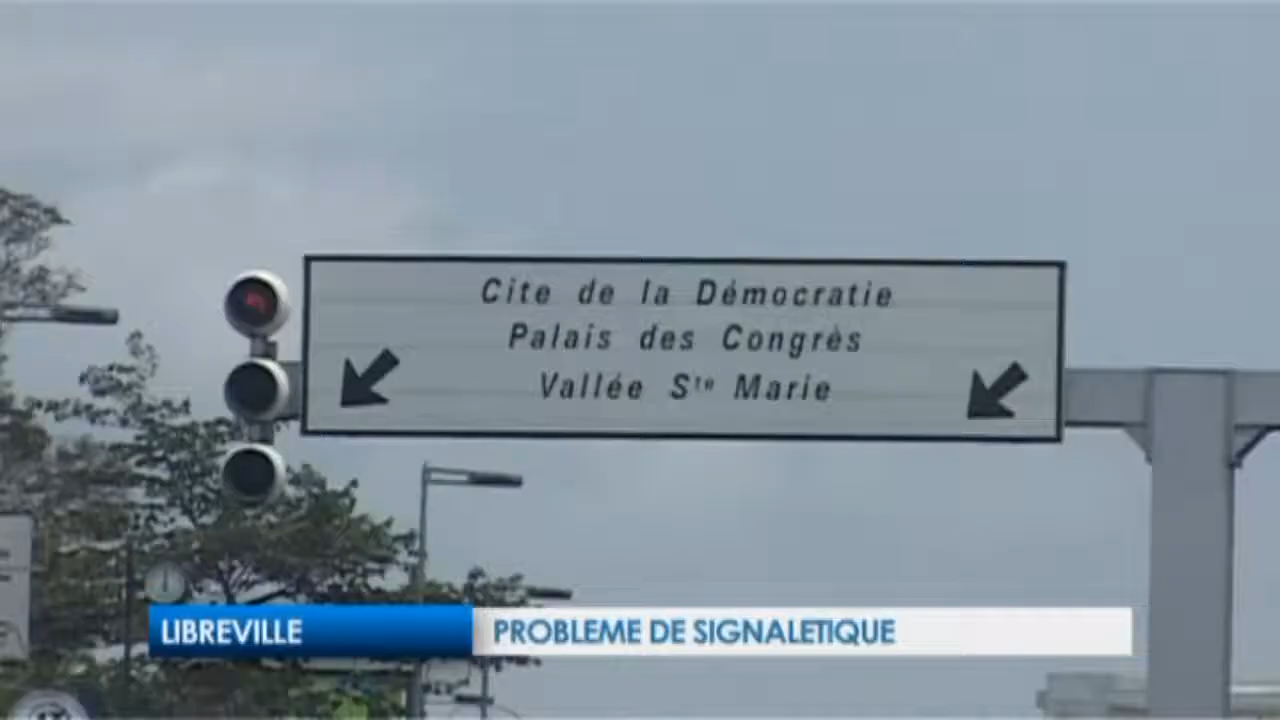 Cite de la Démocratie
Palais des Congrès
Vallée Ste Marie
LIBREVILLE
PROBLEME DE SIGNALETIQUE